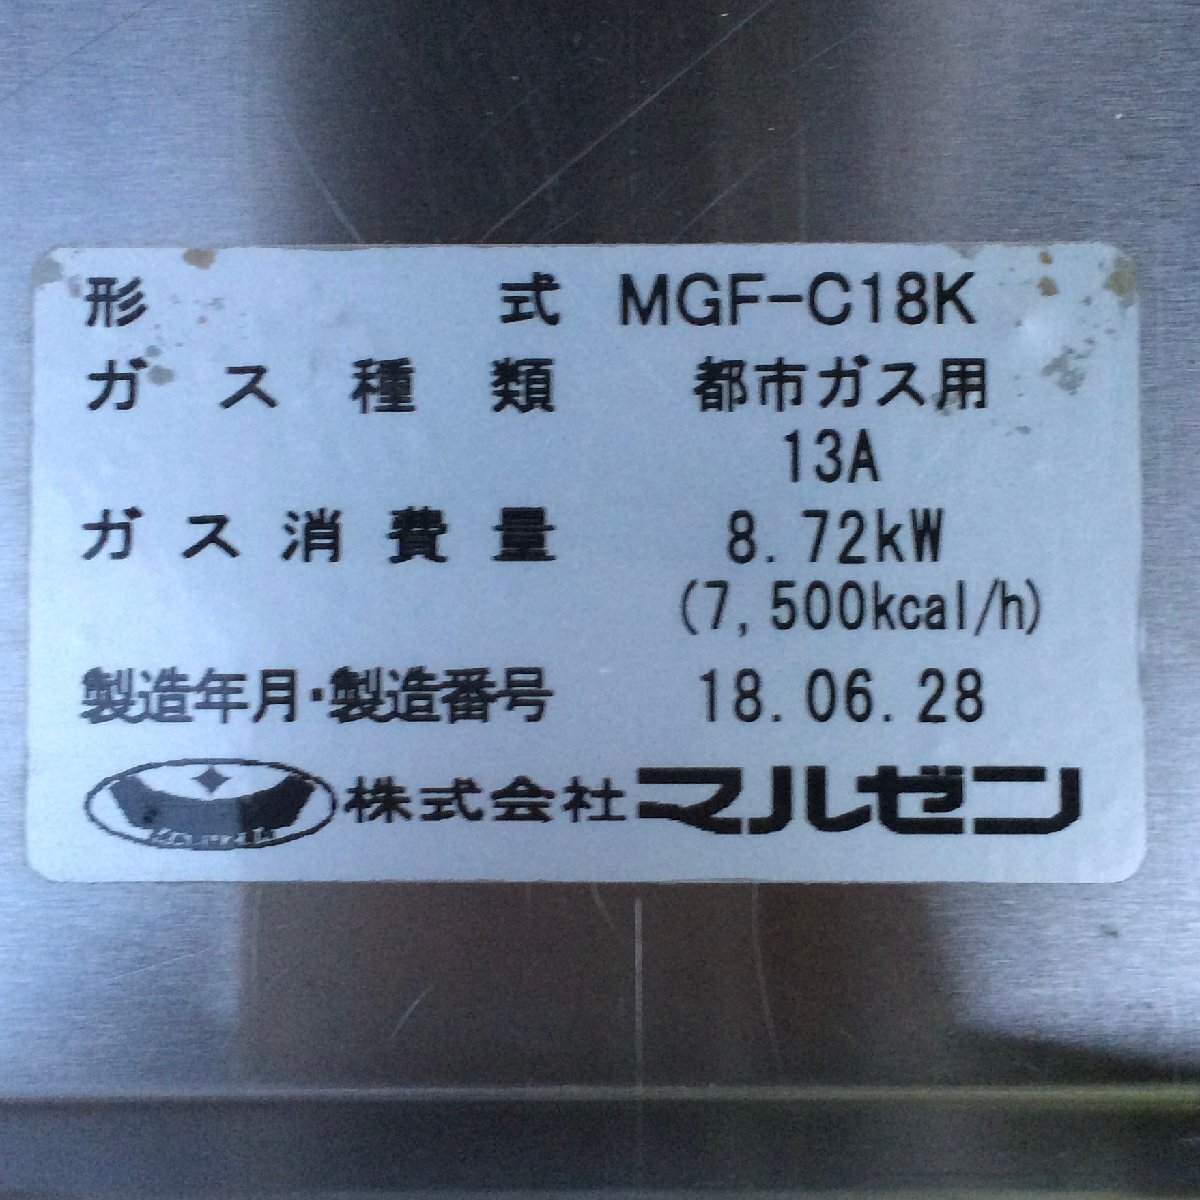 形式 MGF-C18K
ガス種類 都市ガス用
13A
ガス消費量 8.72kW
(7,500kcal/h)
製造年月・製造番号 18.06.28
株式会社マルゼン